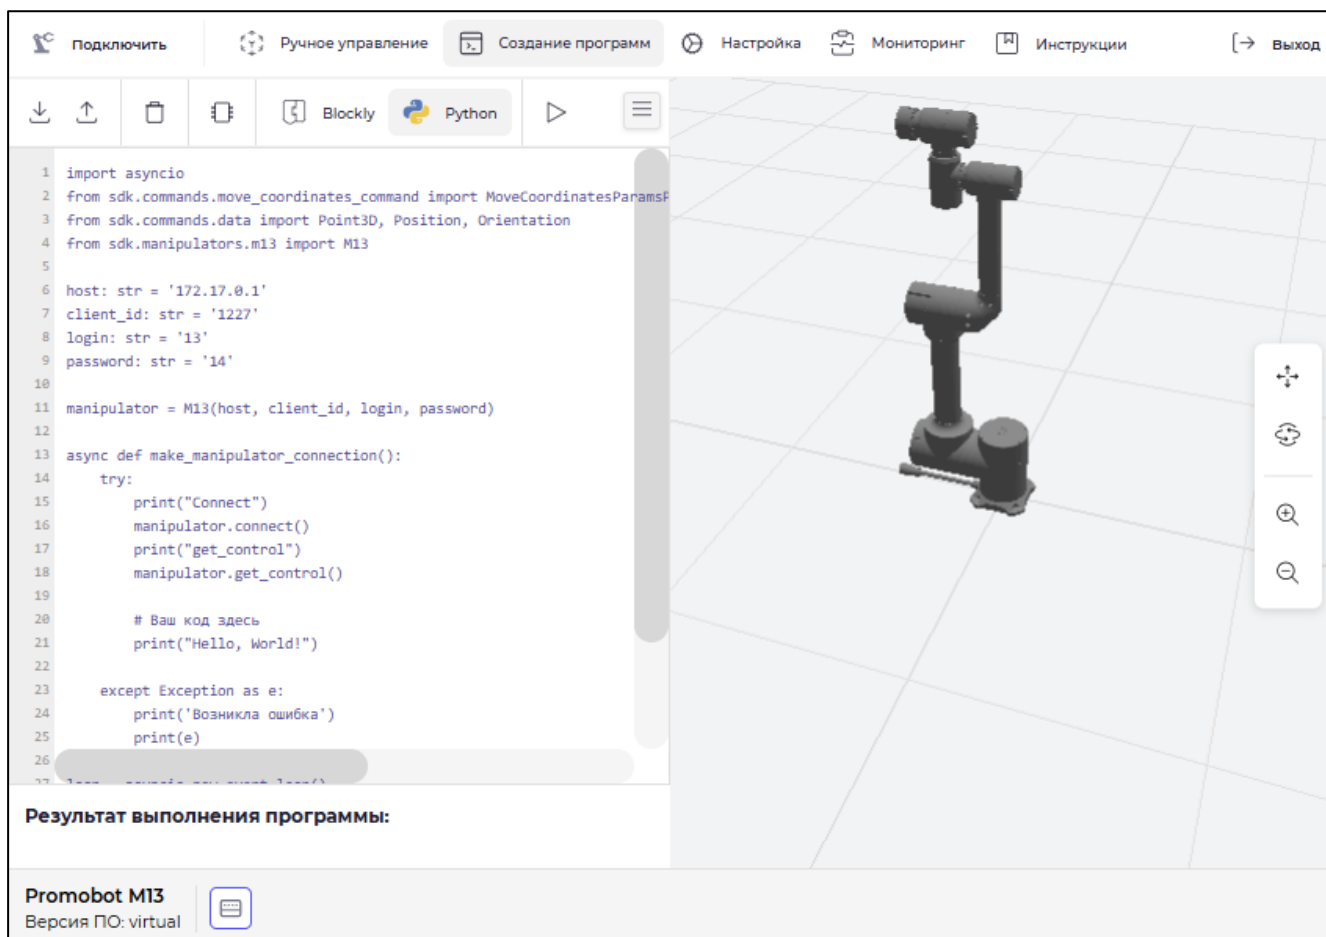 Подключить
Ручное управление
Создание программ
Настройка
Мониторинг
Инструкции
Выход
Blockly
Python
1 import asyncio
2 from sdk.commands.move_coordinates_command import MoveCoordinatesParamsP
3 from sdk.commands.data import Point3D, Position, Orientation
4 from sdk.manipulators.m13 import M13
5
6 host: str = '172.17.0.1'
7 client_id: str = '1227'
8 login: str = '13'
9 password: str = '14'
10
11 manipulator = M13(host, client_id, login, password)
12
13 async def make_manipulator_connection():
14 try:
15 print("Connect")
16 manipulator.connect()
17 print("get_control")
18 manipulator.get_control()
19
20 # Ваш код здесь
21 print("Hello, World!")
22
23 except Exception as e:
24 print('Возникла ошибка')
25 print(e)
26
27 loop = asyncio.new_event_loop()
Результат выполнения программы:
Promobot M13
Версия ПО: virtual